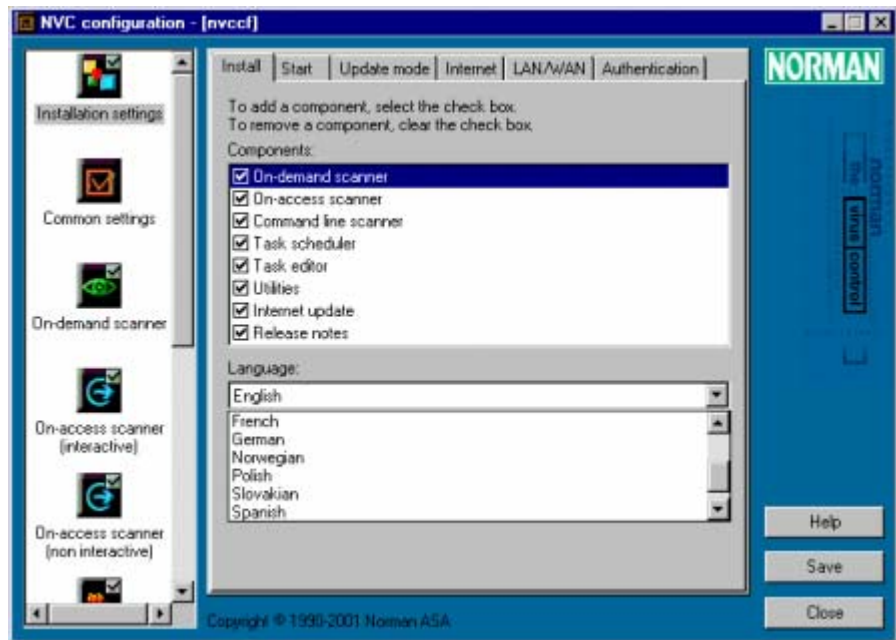 NVC configuration - [nvccf]
Installation settings
Common settings
On-demand scanner
On-access scanner
(interactive)
On-access scanner
(non interactive)
Install
Start
Update mode
Internet
LAN/WAN
Authentication
To add a component, select the check box.
To remove a component, clear the check box.
Components:
On-demand scanner
On-access scanner
Command line scanner
Task scheduler
Task editor
Utilities
Internet update
Release notes
Language:
English
French
German
Norwegian
Polish
Slovakian
Spanish
NORMAN
norman
the virus control
Help
Save
Close
Copyright © 1990-2001 Norman ASA